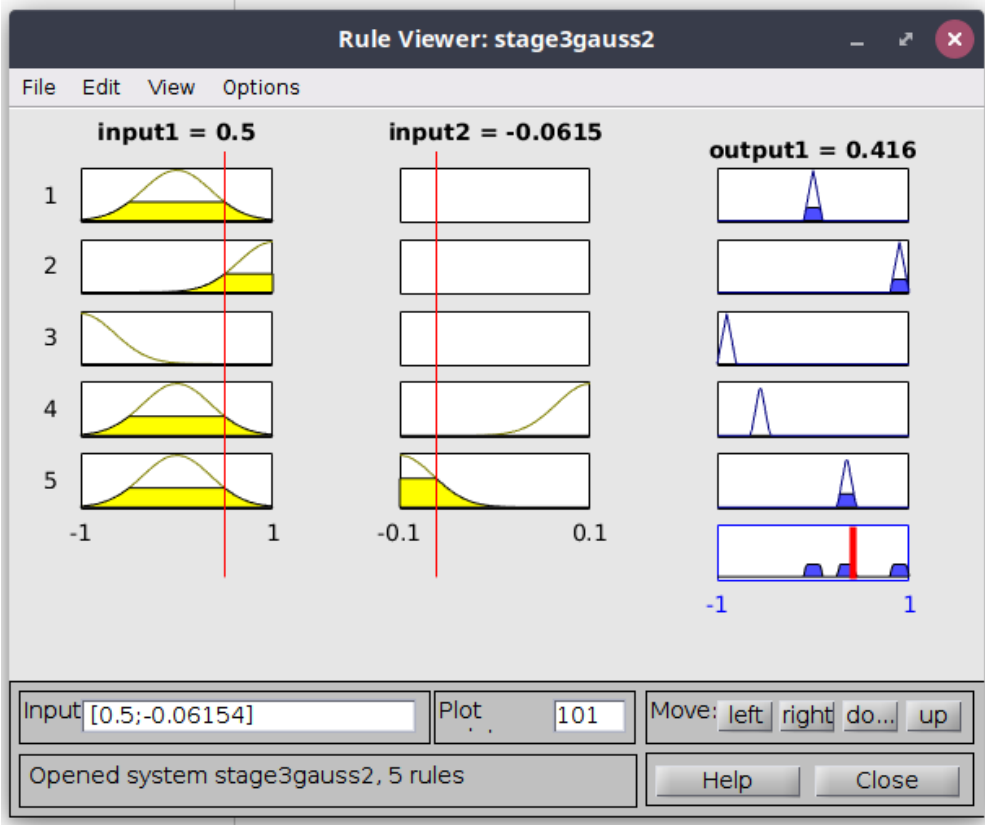 Rule Viewer: stage3gauss2
File Edit View Options
input1 = 0.5 input2 = -0.0615 output1 = 0.416
1
2
3
4
5
-1 1 -0.1 0.1
-1 1
Input [0.5;-0.06154] Plot 101 Move: left right do... up
Opened system stage3gauss2, 5 rules Help Close